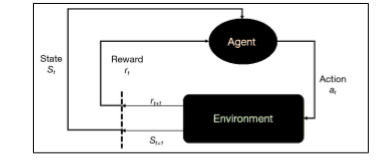 State
Sₜ
Reward
rₜ
Agent
Action
aₜ
rₜ₊₁
Environment
Sₜ₊₁